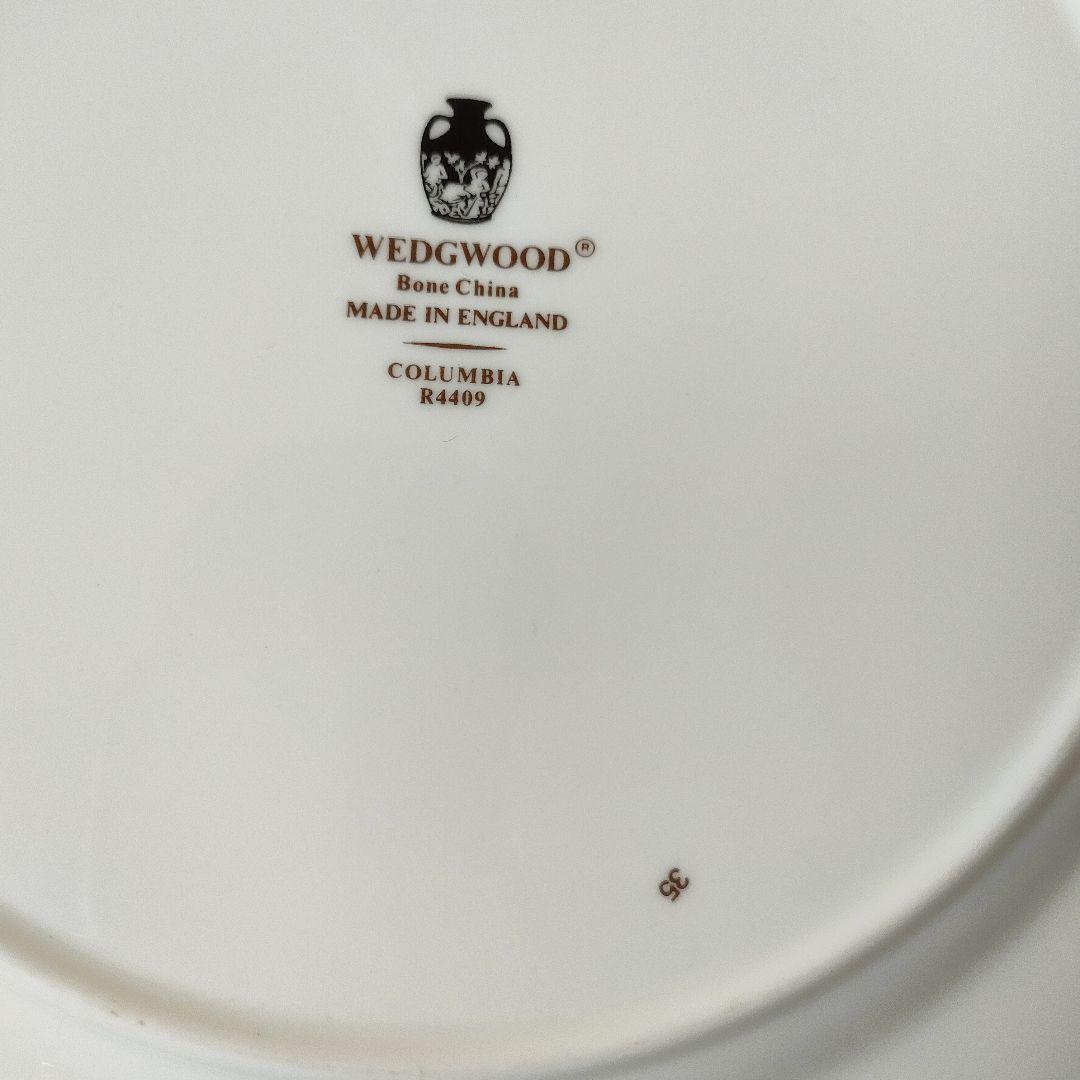 WEDGWOOD®
Bone China
MADE IN ENGLAND
COLUMBIA
R4409
35